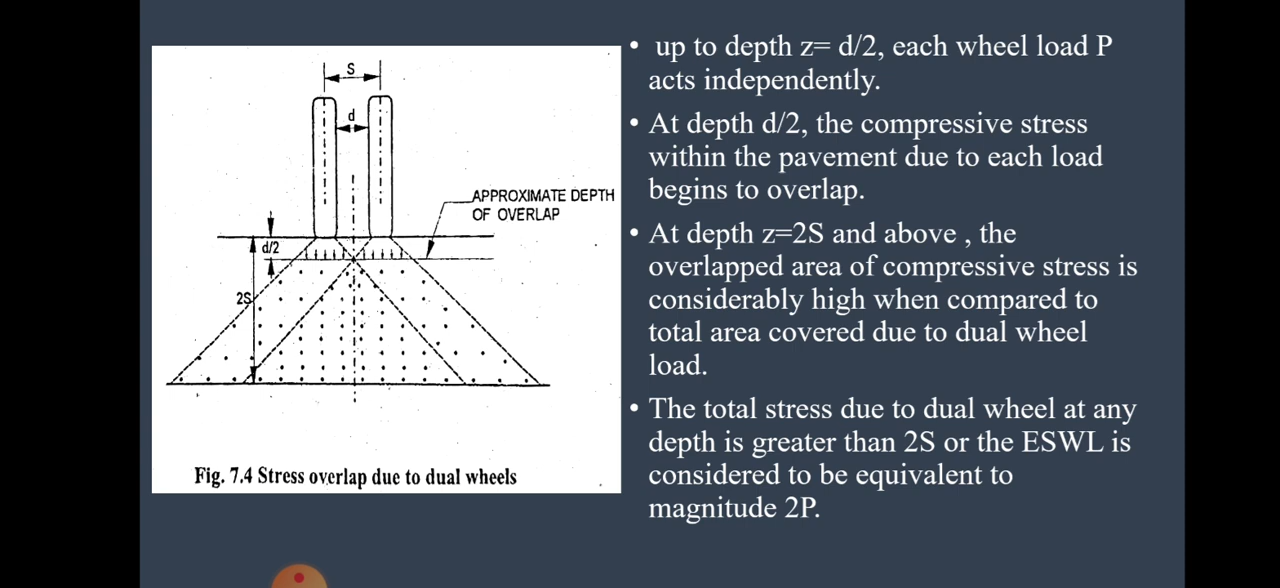 S
d
APPROXIMATE DEPTH
OF OVERLAP
d/2
2S
Fig. 7.4 Stress overlap due to dual wheels
• up to depth z= d/2, each wheel load P
acts independently.
• At depth d/2, the compressive stress
within the pavement due to each load
begins to overlap.
• At depth z=2S and above , the
overlapped area of compressive stress is
considerably high when compared to
total area covered due to dual wheel
load.
• The total stress due to dual wheel at any
depth is greater than 2S or the ESWL is
considered to be equivalent to
magnitude 2P.